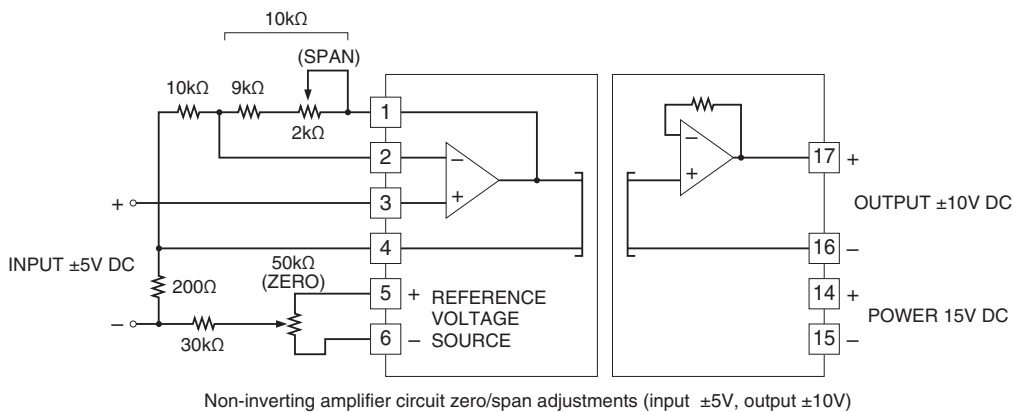 10kΩ
(SPAN)
10kΩ
9kΩ
2kΩ
1
2
3
4
5
6
–
+
+
INPUT ±5V DC
–
200Ω
30kΩ
50kΩ
(ZERO)
+ REFERENCE
VOLTAGE
– SOURCE
–
+
17 +
OUTPUT ±10V DC
16 –
14 +
POWER 15V DC
15 –
Non-inverting amplifier circuit zero/span adjustments (input ±5V, output ±10V)